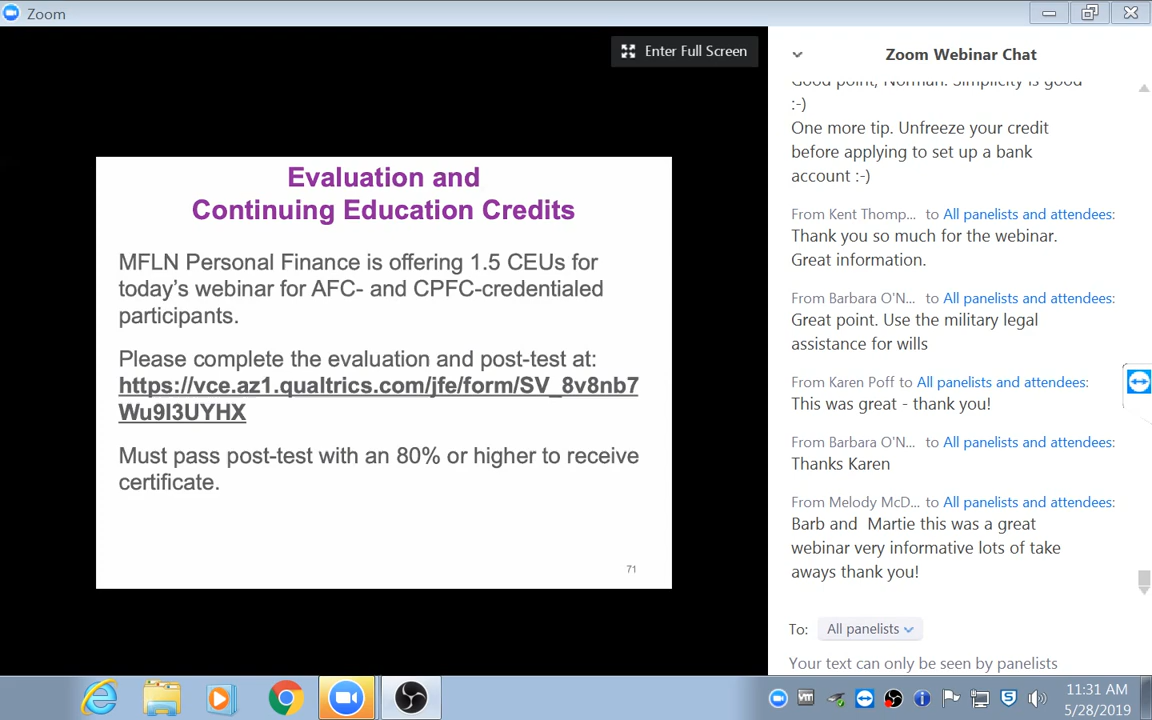 Zoom
Enter Full Screen
Evaluation and
Continuing Education Credits
MFLN Personal Finance is offering 1.5 CEUs for
today's webinar for AFC- and CPFC-credentialed
participants.
Please complete the evaluation and post-test at:
https://vce.az1.qualtrics.com/jfe/form/SV_8v8nb7
Wu9l3UYHX
Must pass post-test with an 80% or higher to receive
certificate.
71
Zoom Webinar Chat
Good point, Norman. Simplicity is good
:-)
One more tip. Unfreeze your credit
before applying to set up a bank
account :-)
From Kent Thomp... to All panelists and attendees:
Thank you so much for the webinar.
Great information.
From Barbara O'N... to All panelists and attendees:
Great point. Use the military legal
assistance for wills
From Karen Poff to All panelists and attendees:
This was great - thank you!
From Barbara O'N... to All panelists and attendees:
Thanks Karen
From Melody McD... to All panelists and attendees:
Barb and  Martie this was a great
webinar very informative lots of take
aways thank you!
To: All panelists
Your text can only be seen by panelists
11:31 AM
5/28/2019